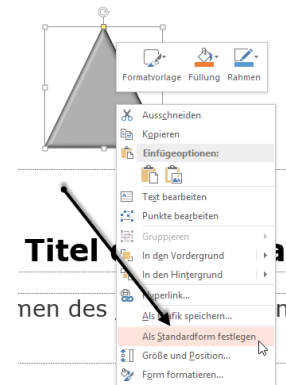 Formatvorlage Füllung Rahmen
Ausschneiden
Kopieren
Einfügeoptionen:
Text bearbeiten
Punkte bearbeiten
Gruppieren
In den Vordergrund
Titel
In den Hintergrund
Hyperlink...
men des
Als Grafik speichern...
Als Standardform festlegen
Größe und Position...
Form formatieren...